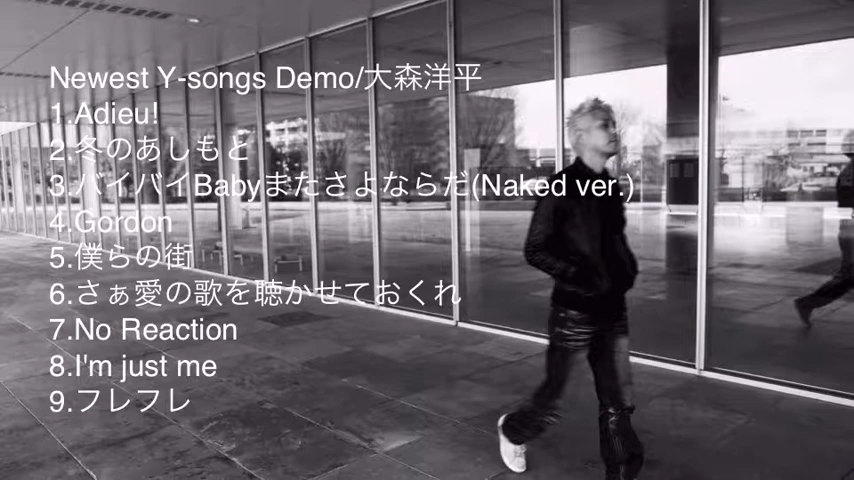 Newest Y-songs Demo/大森洋平
1.Adieu!
2.冬のあしもと
3.バイバイBabyまたさよならだ(Naked ver.)
4.Gordon
5.僕らの街
6.さぁ愛の歌を聴かせておくれ
7.No Reaction
8.I'm just me
9.フレフレ